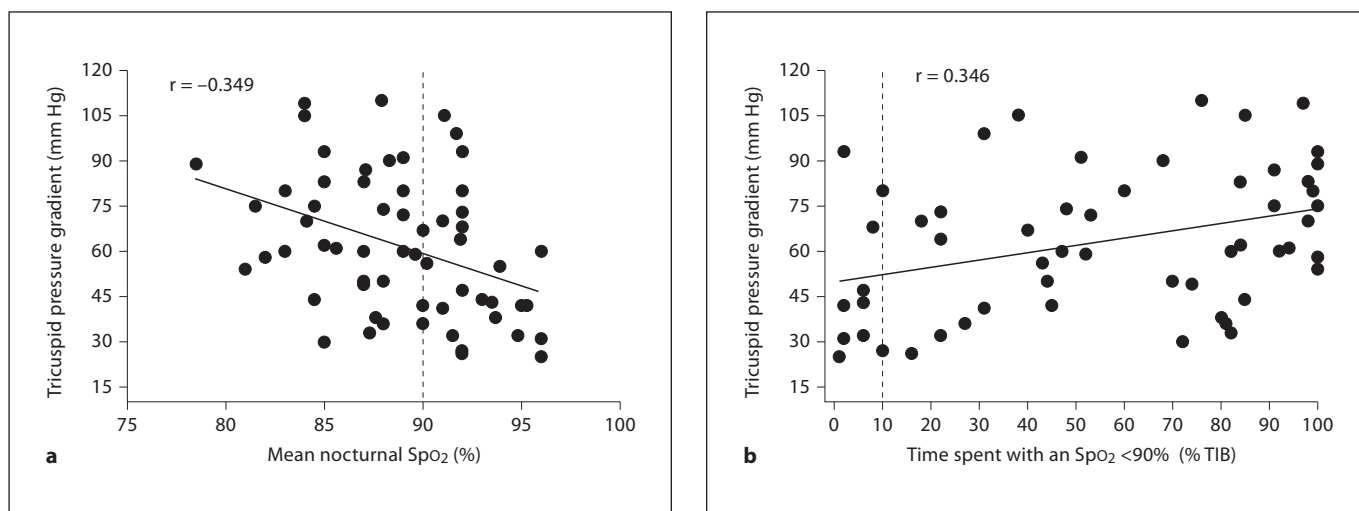 r = –0.349
Tricuspid pressure gradient (mm Hg)
120
105
90
75
60
45
30
15
75 80 85 90 95 100
a
Mean nocturnal SpO2 (%)
r = 0.346
Tricuspid pressure gradient (mm Hg)
120
105
90
75
60
45
30
15
0 10 20 30 40 50 60 70 80 90 100
b
Time spent with an SpO2 <90% (% TIB)